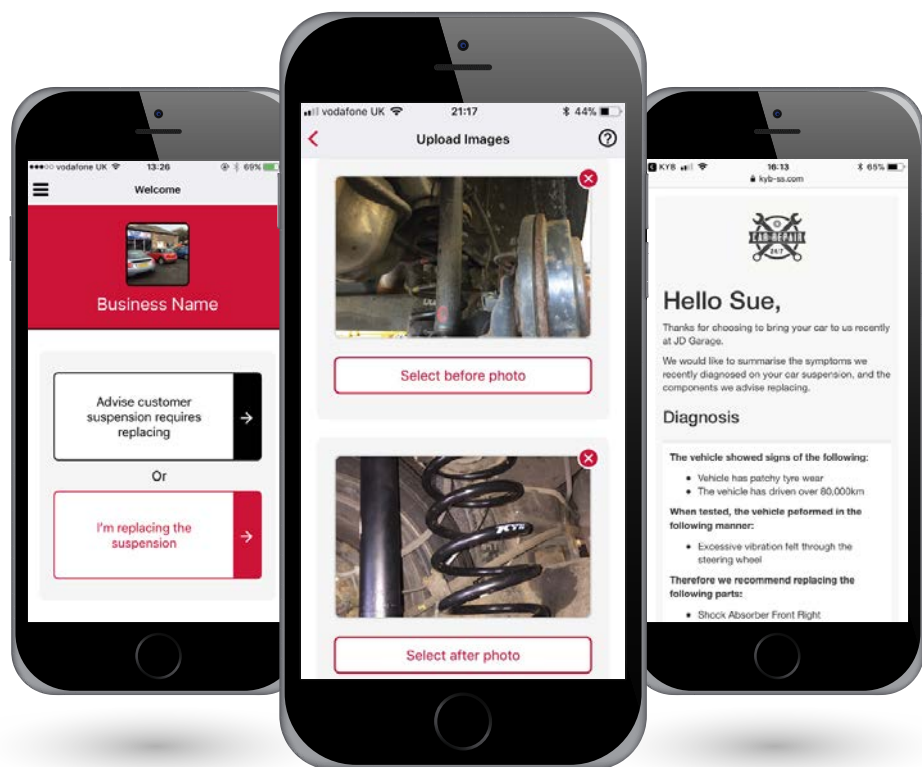 vodafone UK
13:26
69%
Welcome
Business Name
Advise customer
suspension requires
replacing
Or
I'm replacing the
suspension
vodafone UK
21:17
44%
Upload Images
Select before photo
KYB
Select after photo
KYB
16:13
65%
kyb-ss.com
CAR REPAIR
24/7
Hello Sue,
Thanks for choosing to bring your car to us recently
at JD Garage.
We would like to summarise the symptoms we
recently diagnosed on your car suspension, and the
components we advise replacing.
Diagnosis
The vehicle showed signs of the following:
• Vehicle has patchy tyre wear
• The vehicle has driven over 80,000km
When tested, the vehicle peformed in the
following manner:
• Excessive vibration felt through the
steering wheel
Therefore we recommend replacing the
following parts:
• Shock Absorber Front Right